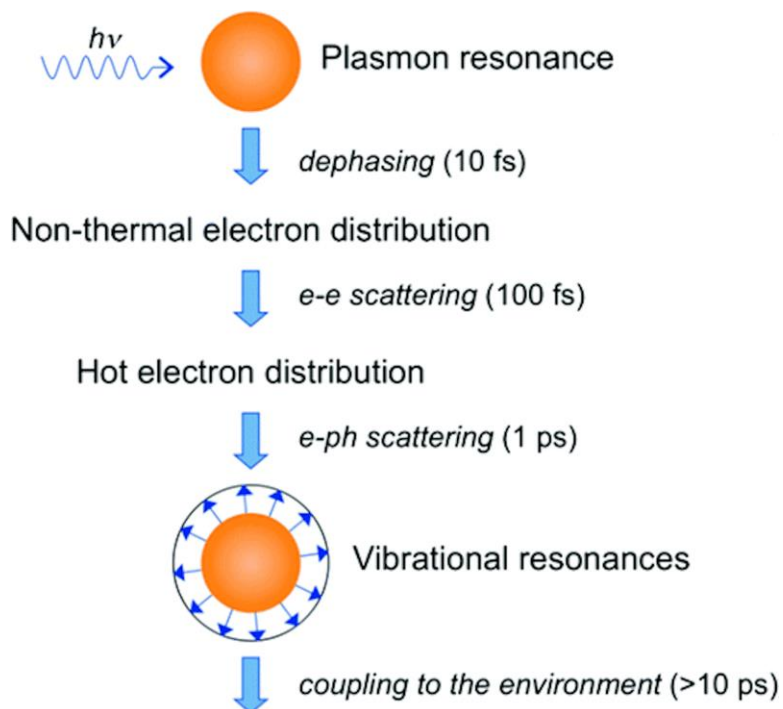 hν
Plasmon resonance
dephasing (10 fs)
Non-thermal electron distribution
e-e scattering (100 fs)
Hot electron distribution
e-ph scattering (1 ps)
Vibrational resonances
coupling to the environment (>10 ps)